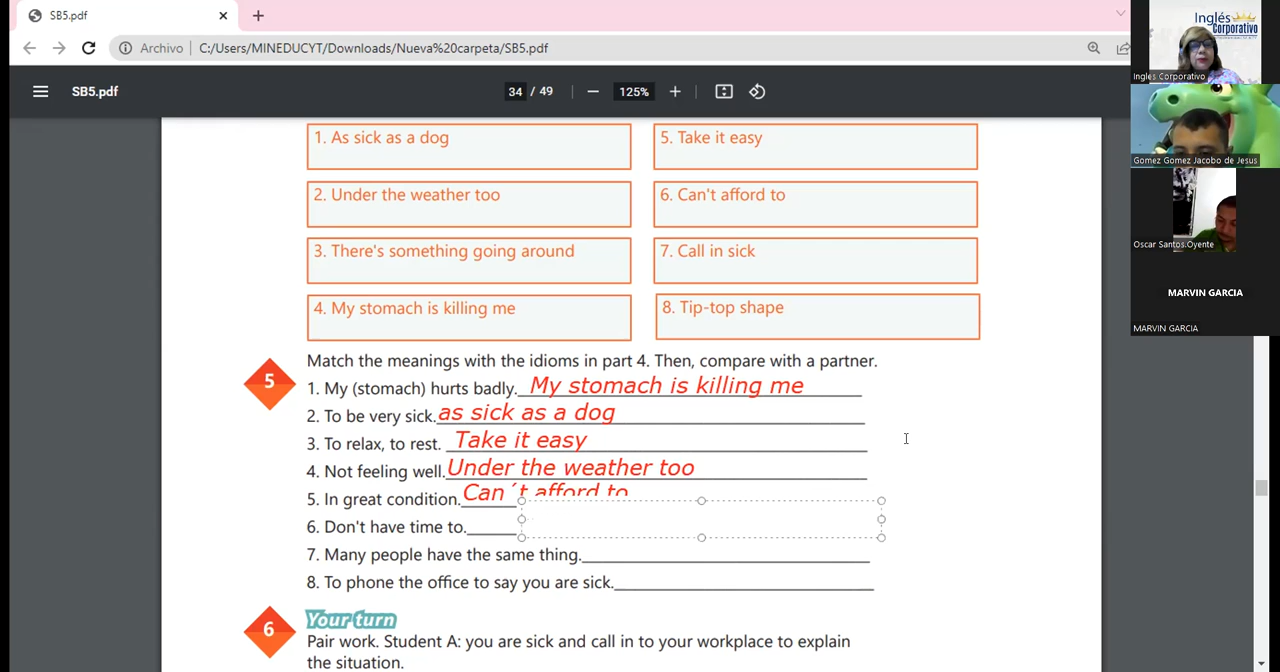 SB5.pdf
Archivo C:/Users/MINEDUCYT/Downloads/Nueva%20carpeta/SB5.pdf
SB5.pdf 34 / 49 125%
1. As sick as a dog
5. Take it easy
2. Under the weather too
6. Can't afford to
3. There's something going around
7. Call in sick
4. My stomach is killing me
8. Tip-top shape
5 Match the meanings with the idioms in part 4. Then, compare with a partner.
1. My (stomach) hurts badly. My stomach is killing me
2. To be very sick. as sick as a dog
3. To relax, to rest. Take it easy
4. Not feeling well. Under the weather too
5. In great condition. Can´t afford to
6. Don't have time to.
7. Many people have the same thing.
8. To phone the office to say you are sick.
6 Your turn
Pair work. Student A: you are sick and call in to your workplace to explain
the situation.
Inglés
Corporativo
Ingles Corporativo
Gomez Gomez Jacobo de Jesus
Oscar Santos.Oyente
MARVIN GARCIA
MARVIN GARCIA